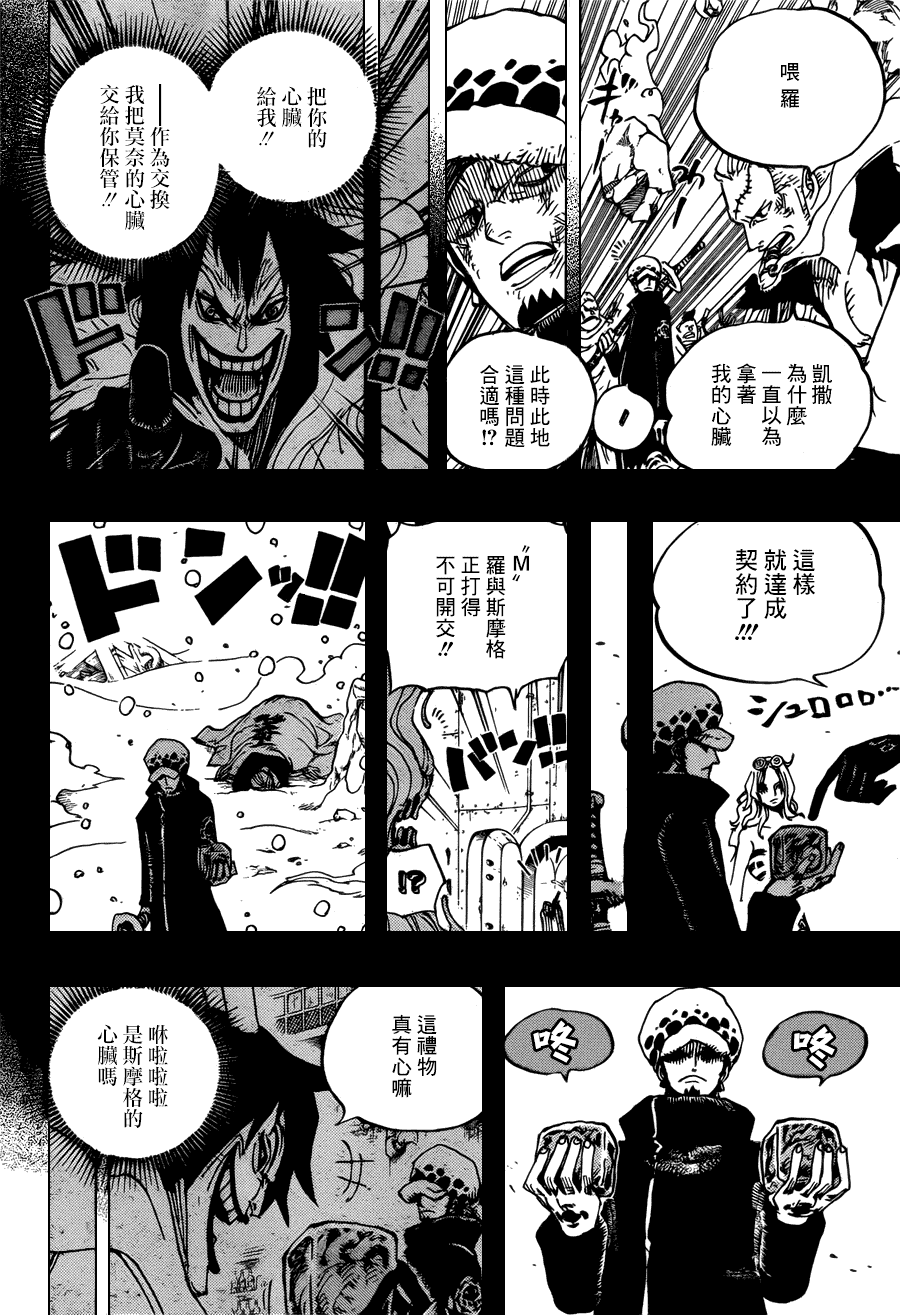 喂
羅
キャ
凱撒
為什麼
一直以為
拿著
我的心臟
此時此地
這種問題
合適嗎!?
把你的
心臟
給我!!
──作為交換
我把莫奈的心臟
交給你保管!!
ドン!!
這樣
就達成
契約了!!!
シュロロロ…
"M"
羅與斯摩格
正打得
不可開交!!
ドン!!
!?
ドン!!
咚
咚
這禮物
真有心嘛
咻啦啦啦
是斯摩格的
心臟嗎